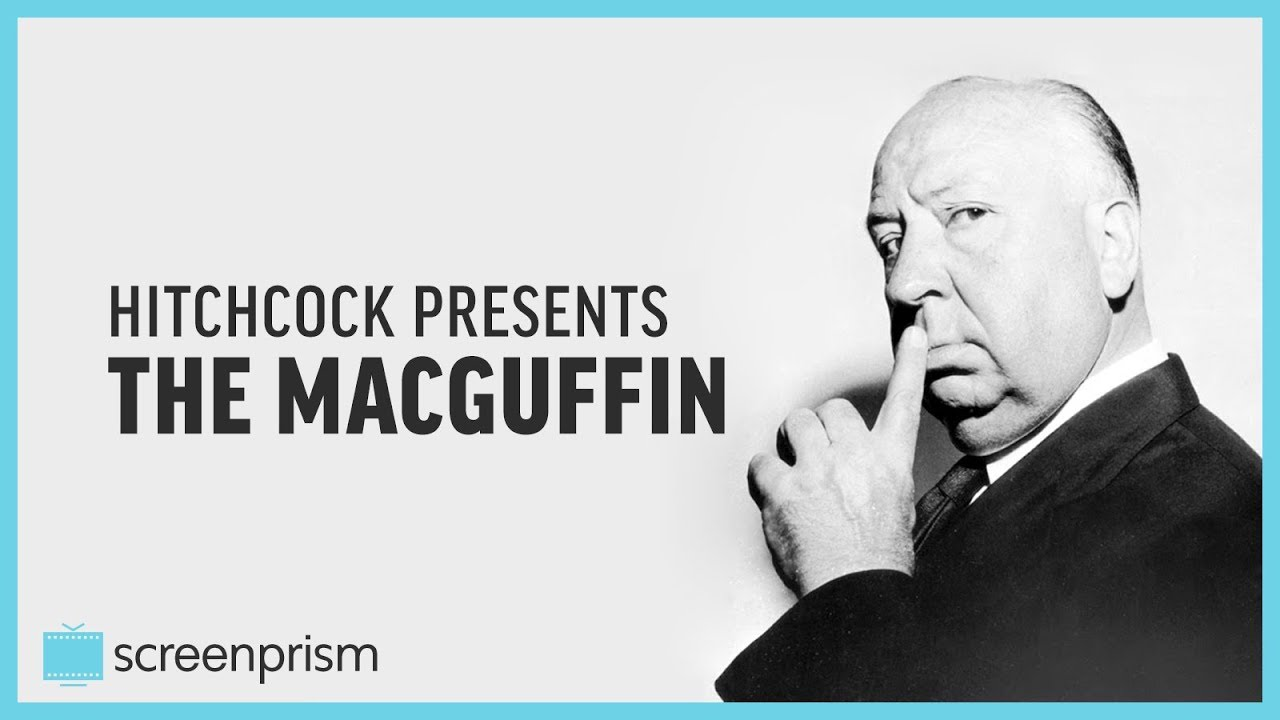 HITCHCOCK PRESENTS
THE MACGUFFIN
screenprism